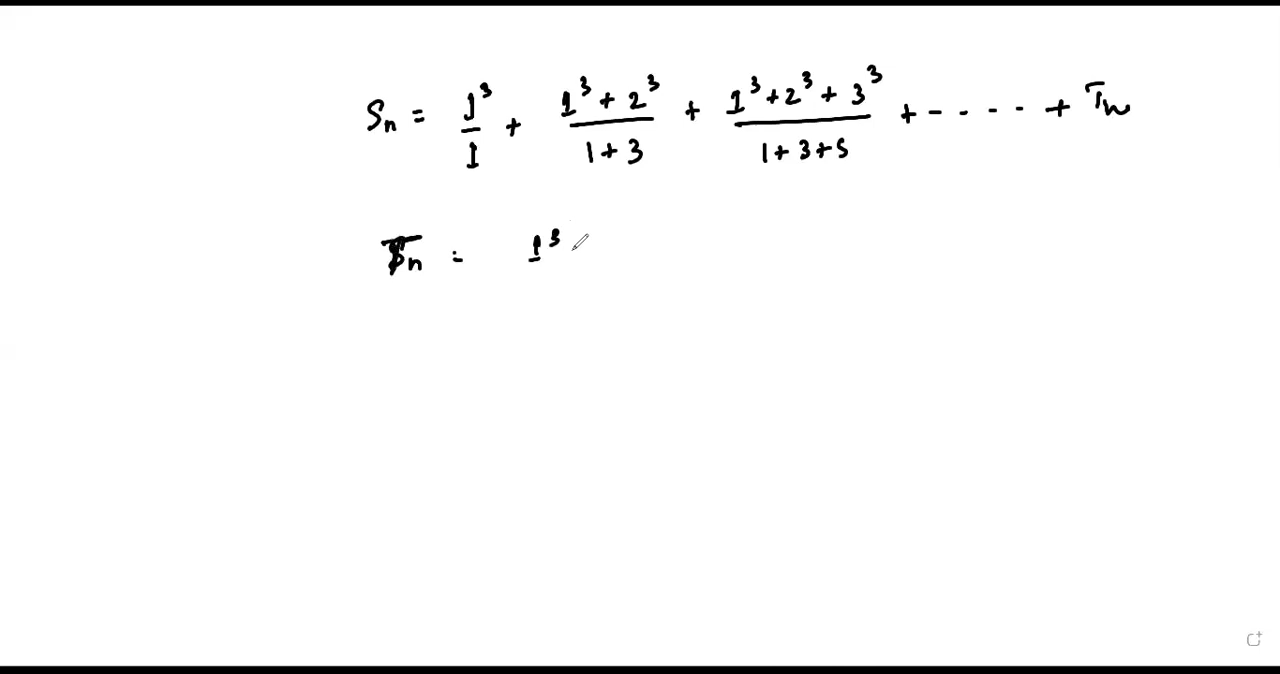 Sₙ = 1³/1 + (1³ + 2³)/(1 + 3) + (1³ + 2³ + 3³)/(1 + 3 + 5) + - - - - - + Tₙ
Tₙ = 1³